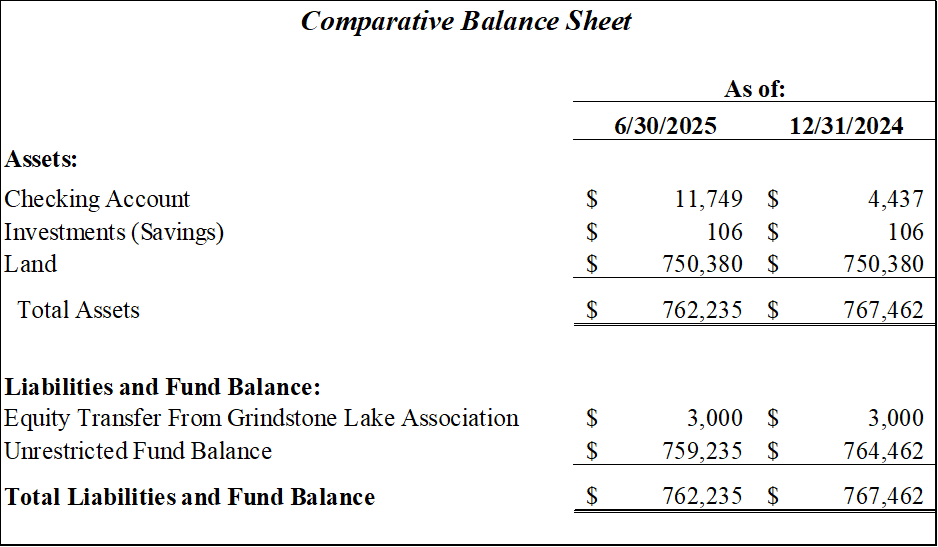 Comparative Balance Sheet
As of:
6/30/2025 12/31/2024
Assets:
Checking Account $ 11,749 $ 4,437
Investments (Savings) $ 106 $ 106
Land $ 750,380 $ 750,380
Total Assets $ 762,235 $ 767,462
Liabilities and Fund Balance:
Equity Transfer From Grindstone Lake Association $ 3,000 $ 3,000
Unrestricted Fund Balance $ 759,235 $ 764,462
Total Liabilities and Fund Balance $ 762,235 $ 767,462